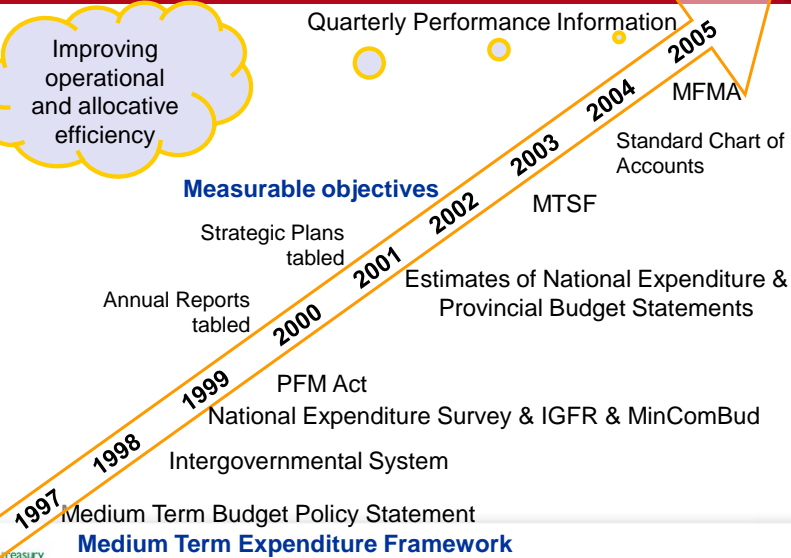 Quarterly Performance Information
Improving
operational
and allocative
efficiency
2005
MFMA
2004
Standard Chart of
Accounts
2003
Measurable objectives
MTSF
2002
Strategic Plans
tabled
2001
Estimates of National Expenditure &
Provincial Budget Statements
Annual Reports
tabled
2000
PFM Act
1999
National Expenditure Survey & IGFR & MinComBud
1998
Intergovernmental System
1997
Medium Term Budget Policy Statement
Medium Term Expenditure Framework